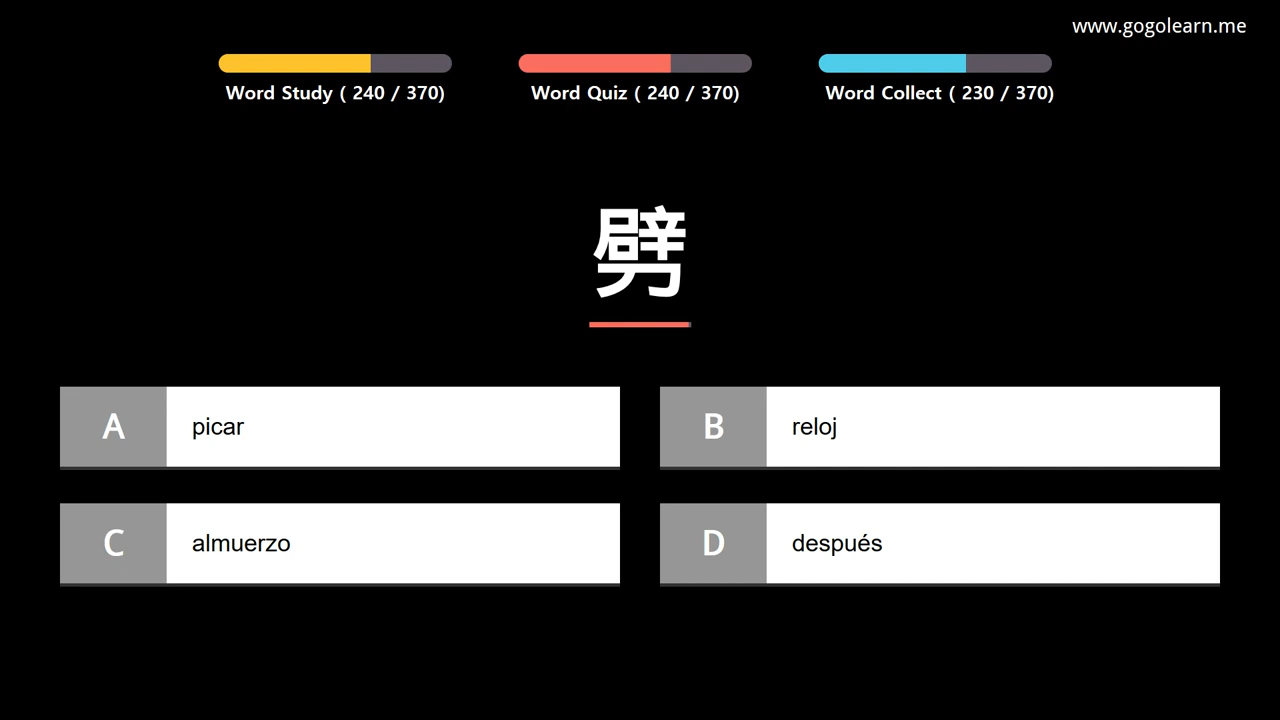 www.gogolearn.me
Word Study ( 240 / 370)
Word Quiz ( 240 / 370)
Word Collect ( 230 / 370)
劈
A picar
B reloj
C almuerzo
D después